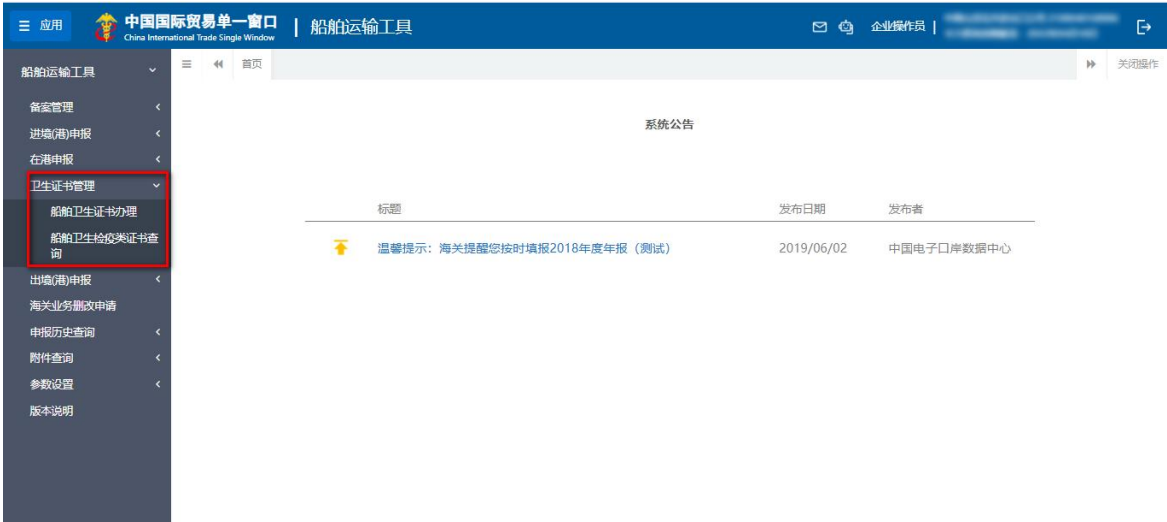 应用
中国国际贸易单一窗口
China International Trade Single Window
船舶运输工具
企业操作员
船舶运输工具
首页
关闭操作
备案管理
进境(港)申报
在港申报
卫生证书管理
船舶卫生证书办理
船舶卫生检疫类证书查
询
出境(港)申报
海关业务删改申请
申报历史查询
附件查询
参数设置
版本说明
系统公告
标题 发布日期 发布者
温馨提示：海关提醒您按时填报2018年度年报（测试） 2019/06/02 中国电子口岸数据中心